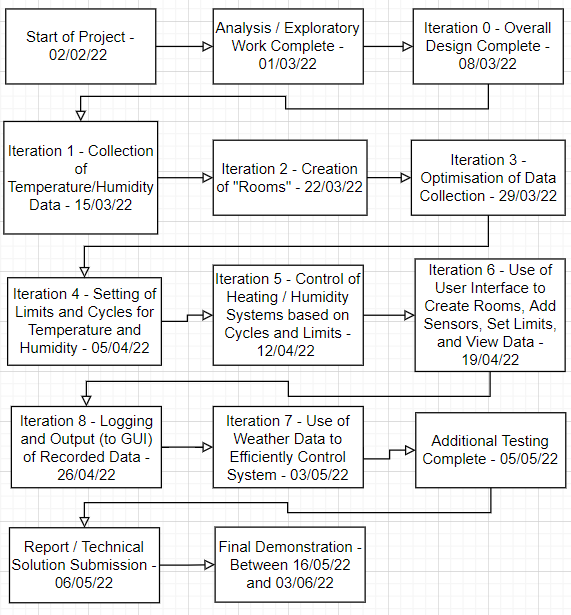 Start of Project -
02/02/22
Analysis / Exploratory
Work Complete -
01/03/22
Iteration 0 - Overall
Design Complete -
08/03/22
Iteration 1 - Collection
of
Temperature/Humidity
Data - 15/03/22
Iteration 2 - Creation
of "Rooms" - 22/03/22
Iteration 3 -
Optimisation of Data
Collection - 29/03/22
Iteration 4 - Setting of
Limits and Cycles for
Temperature and
Humidity - 05/04/22
Iteration 5 - Control of
Heating / Humidity
Systems based on
Cycles and Limits -
12/04/22
Iteration 6 - Use of
User Interface to
Create Rooms, Add
Sensors, Set Limits,
and View Data -
19/04/22
Iteration 8 - Logging
and Output (to GUI)
of Recorded Data -
26/04/22
Iteration 7 - Use of
Weather Data to
Efficiently Control
System - 03/05/22
Additional Testing
Complete - 05/05/22
Report / Technical
Solution Submission -
06/05/22
Final Demonstration -
Between 16/05/22
and 03/06/22